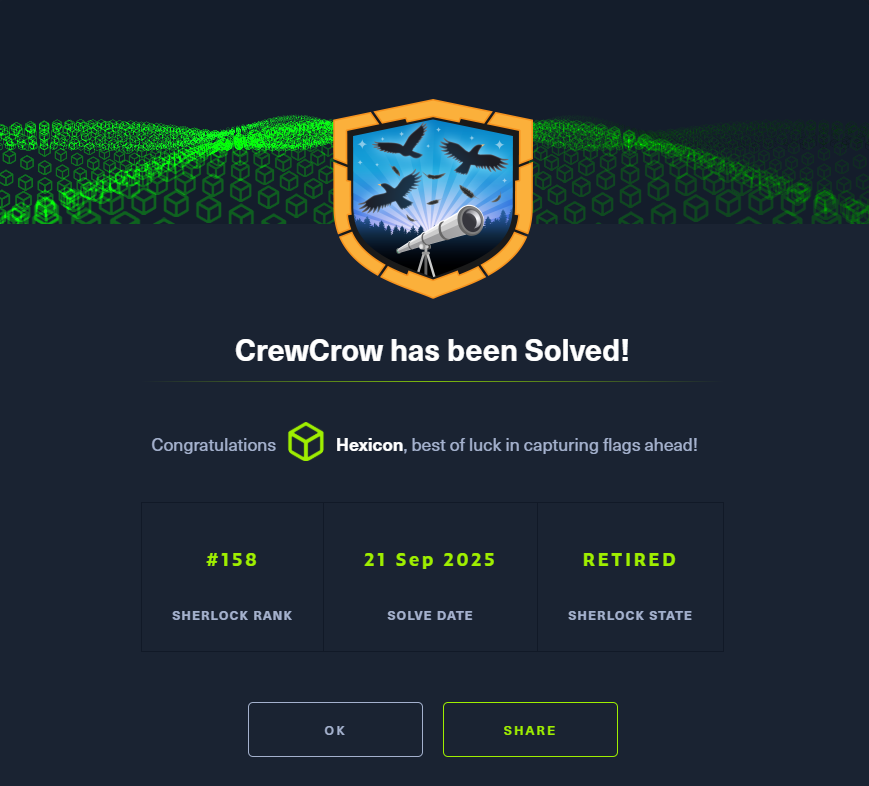 CrewCrow has been Solved!
Congratulations Hexicon, best of luck in capturing flags ahead!
#158 21 Sep 2025 RETIRED
SHERLOCK RANK SOLVE DATE SHERLOCK STATE
OK SHARE